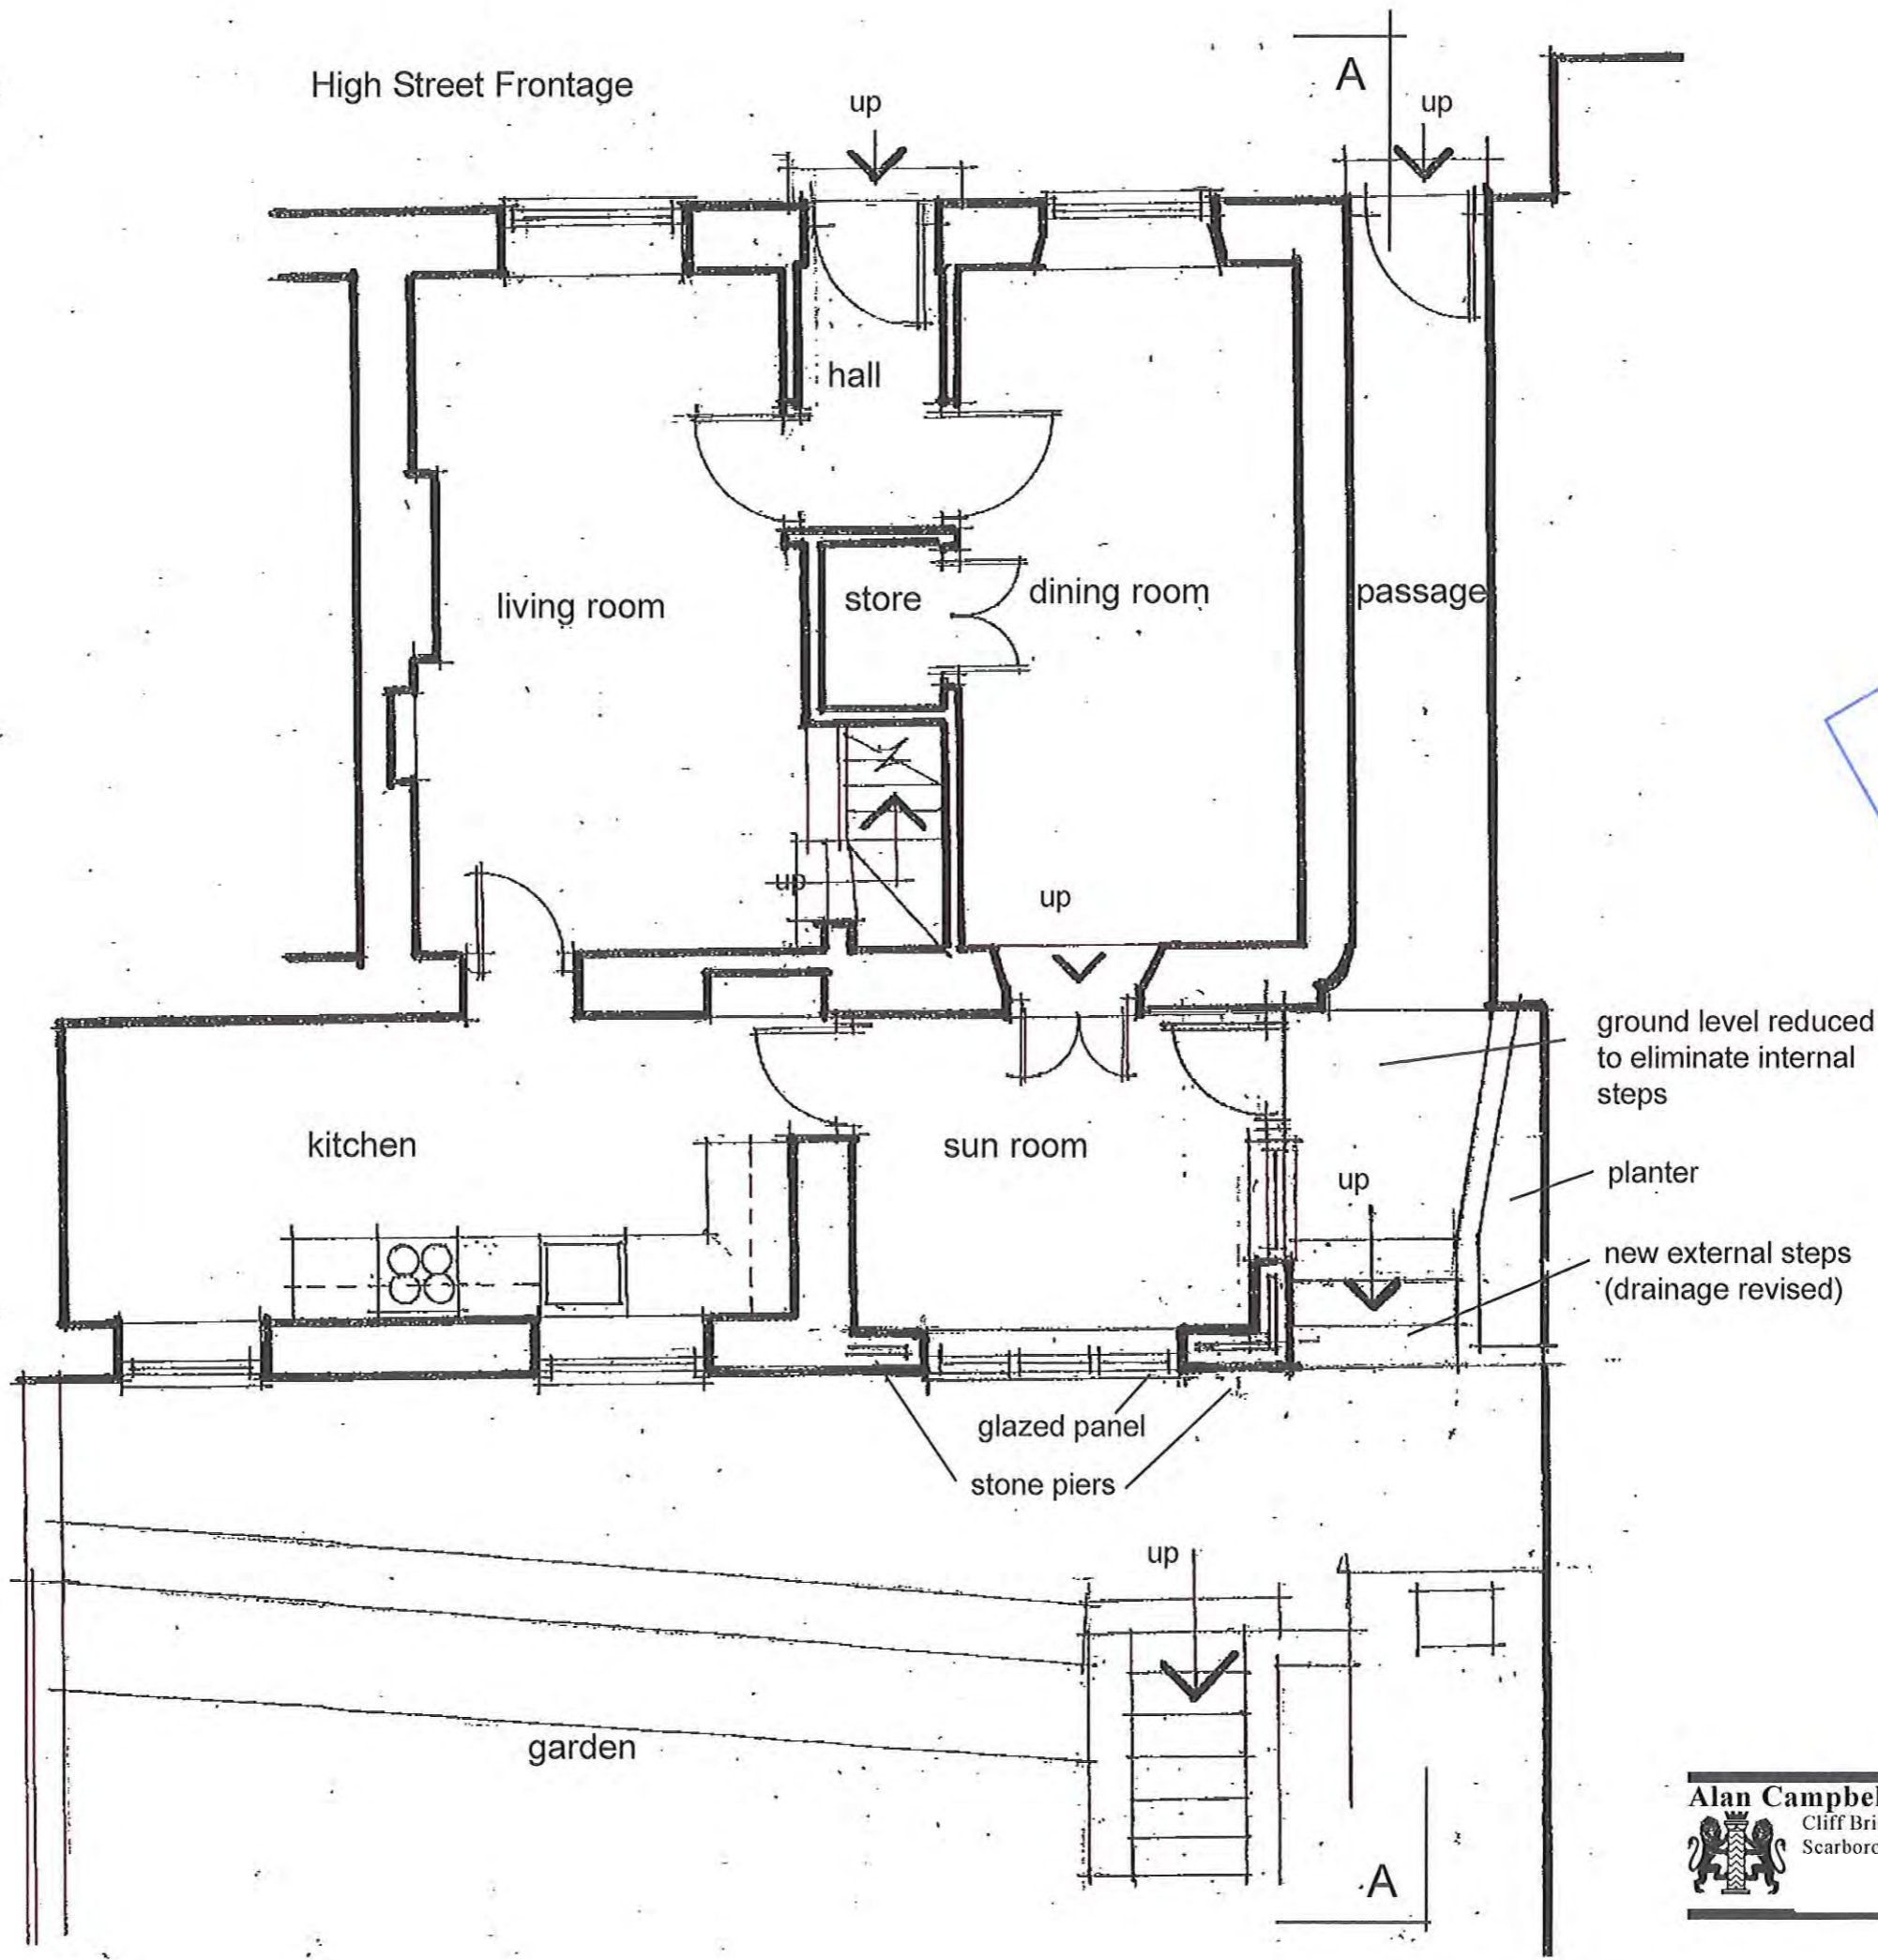 High Street Frontage
A
up
up
hall
living room
store
dining room
passage
up
up
ground level reduced
to eliminate internal
steps
kitchen
sun room
up
planter
new external steps
(drainage revised)
glazed panel
stone piers
up
garden
A
Alan Campbel
Cliff Bri
Scarboro